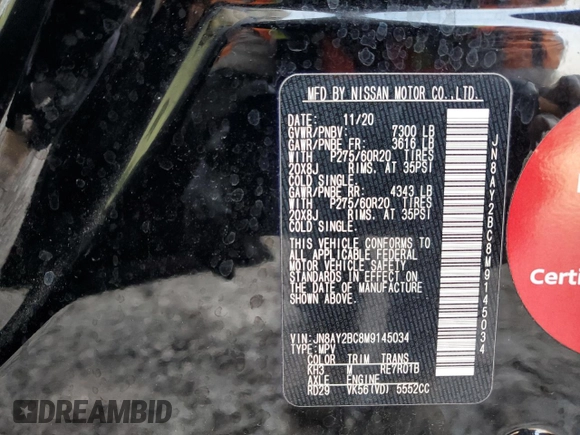 MFD BY NISSAN MOTOR CO.,LTD.
DATE: 11/20
GVWR/PNBV: 7300 LB
GAWR/PNBE FR: 3616 LB
WITH P275/60R20 TIRES
20X8J RIMS. AT 35PSI
COLD SINGLE.
GAWR/PNBE RR: 4343 LB
WITH P275/60R20 TIRES
20X8J RIMS. AT 35PSI
COLD SINGLE.
THIS VEHICLE CONFORMS TO
ALL APPLICABLE FEDERAL
MOTOR VEHICLE SAFETY
STANDARDS IN EFFECT ON
THE DATE OF MANUFACTURE
SHOWN ABOVE.
VIN: JN8AY2BC8M9145034
TYPE: MPV
COLOR TRIM TRANS
KH3 M RE7R01B
AXLE ENGINE
RD29 VK56(VD) 5552CC
JN8AY2BC8M9145034
Certi
DREAMBID